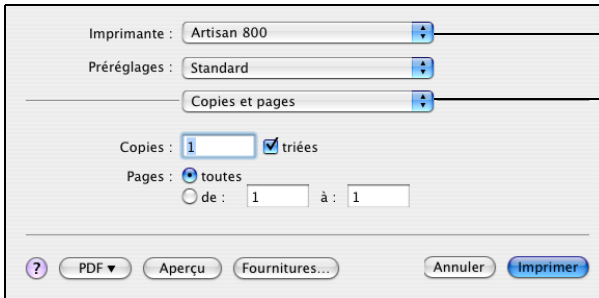 Imprimante : Artisan 800
Préréglages : Standard
Copies et pages
Copies : 1 triées
Pages : toutes
de : 1 à : 1
? PDF ▼ Aperçu Fournitures... Annuler Imprimer